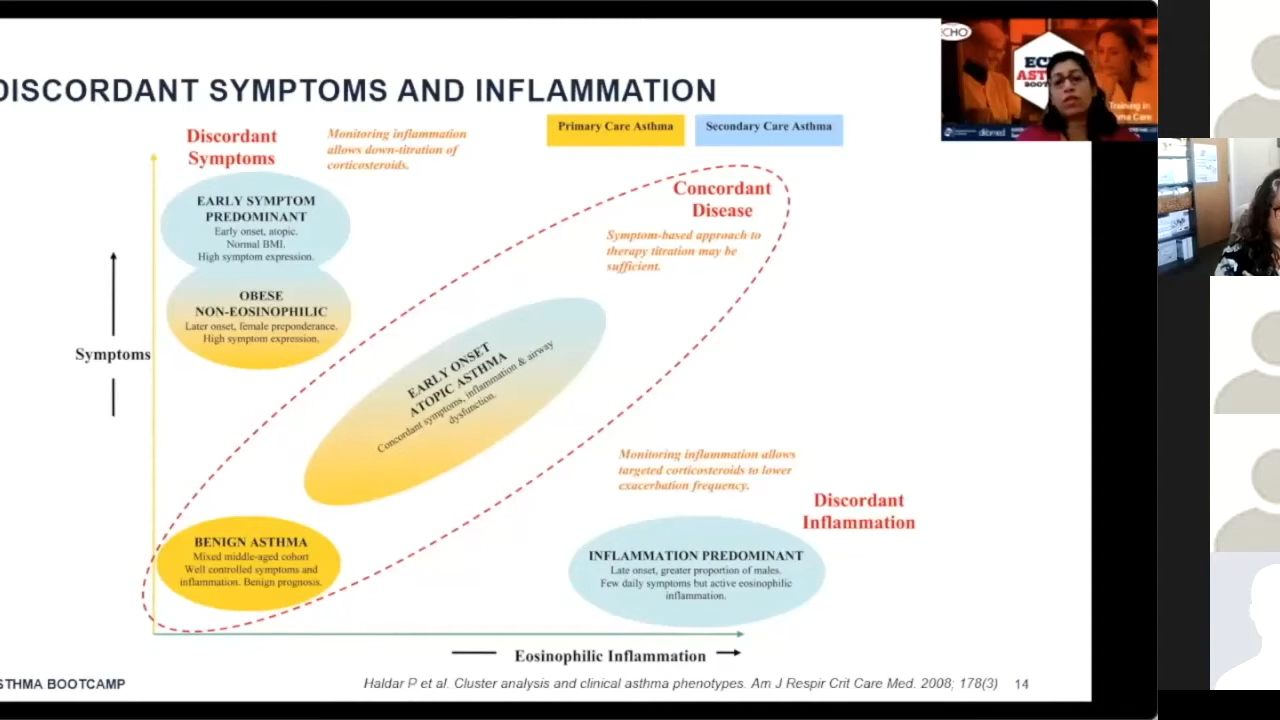 DISCORDANT SYMPTOMS AND INFLAMMATION
Discordant
Symptoms
Monitoring inflammation
allows down-titration of
corticosteroids.
Primary Care Asthma
Secondary Care Asthma
EARLY SYMPTOM
PREDOMINANT
Early onset, atopic.
Normal BMI.
High symptom expression.
OBESE
NON-EOSINOPHILIC
Later onset, female preponderance.
High symptom expression.
Concordant
Disease
Symptom-based approach to
therapy titration may be
sufficient.
Symptoms
EARLY ONSET
ATOPIC ASTHMA
Concordant symptoms, inflammation & airway
dysfunction.
Monitoring inflammation allows
targeted corticosteroids to lower
exacerbation frequency.
Discordant
Inflammation
BENIGN ASTHMA
Mixed middle-aged cohort
Well controlled symptoms and
inflammation. Benign prognosis.
INFLAMMATION PREDOMINANT
Late onset, greater proportion of males.
Few daily symptoms but active eosinophilic
inflammation.
Eosinophilic Inflammation
STHMA BOOTCAMP
Haldar P et al. Cluster analysis and clinical asthma phenotypes. Am J Respir Crit Care Med. 2008; 178(3)
14
CHO
Training in